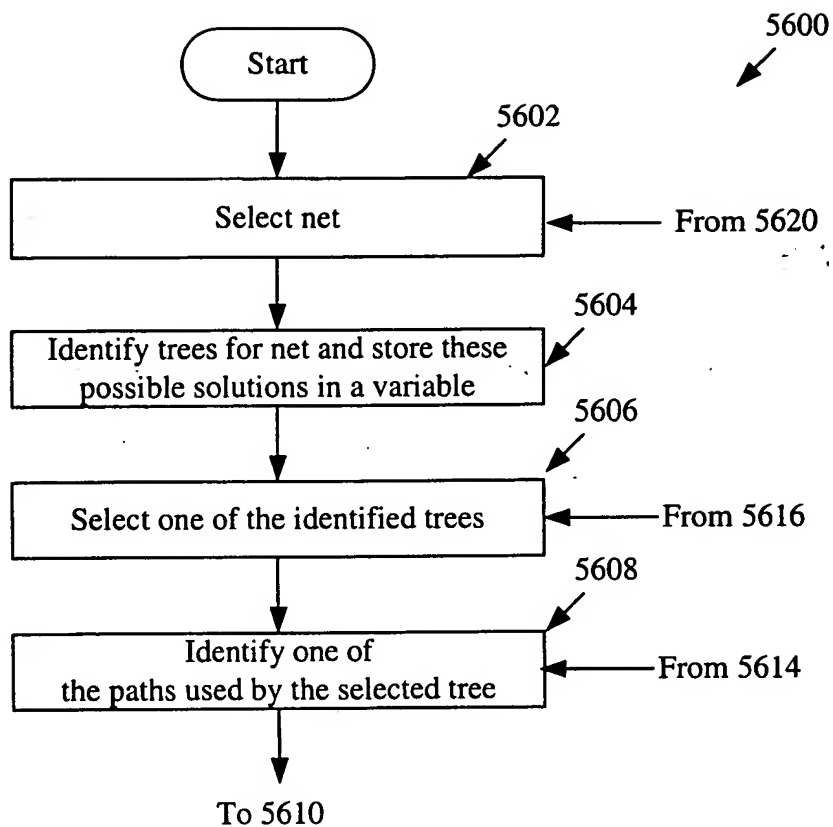 5600
Start
5602
Select net
From 5620
5604
Identify trees for net and store these
possible solutions in a variable
5606
Select one of the identified trees
From 5616
5608
Identify one of
the paths used by the selected tree
From 5614
To 5610